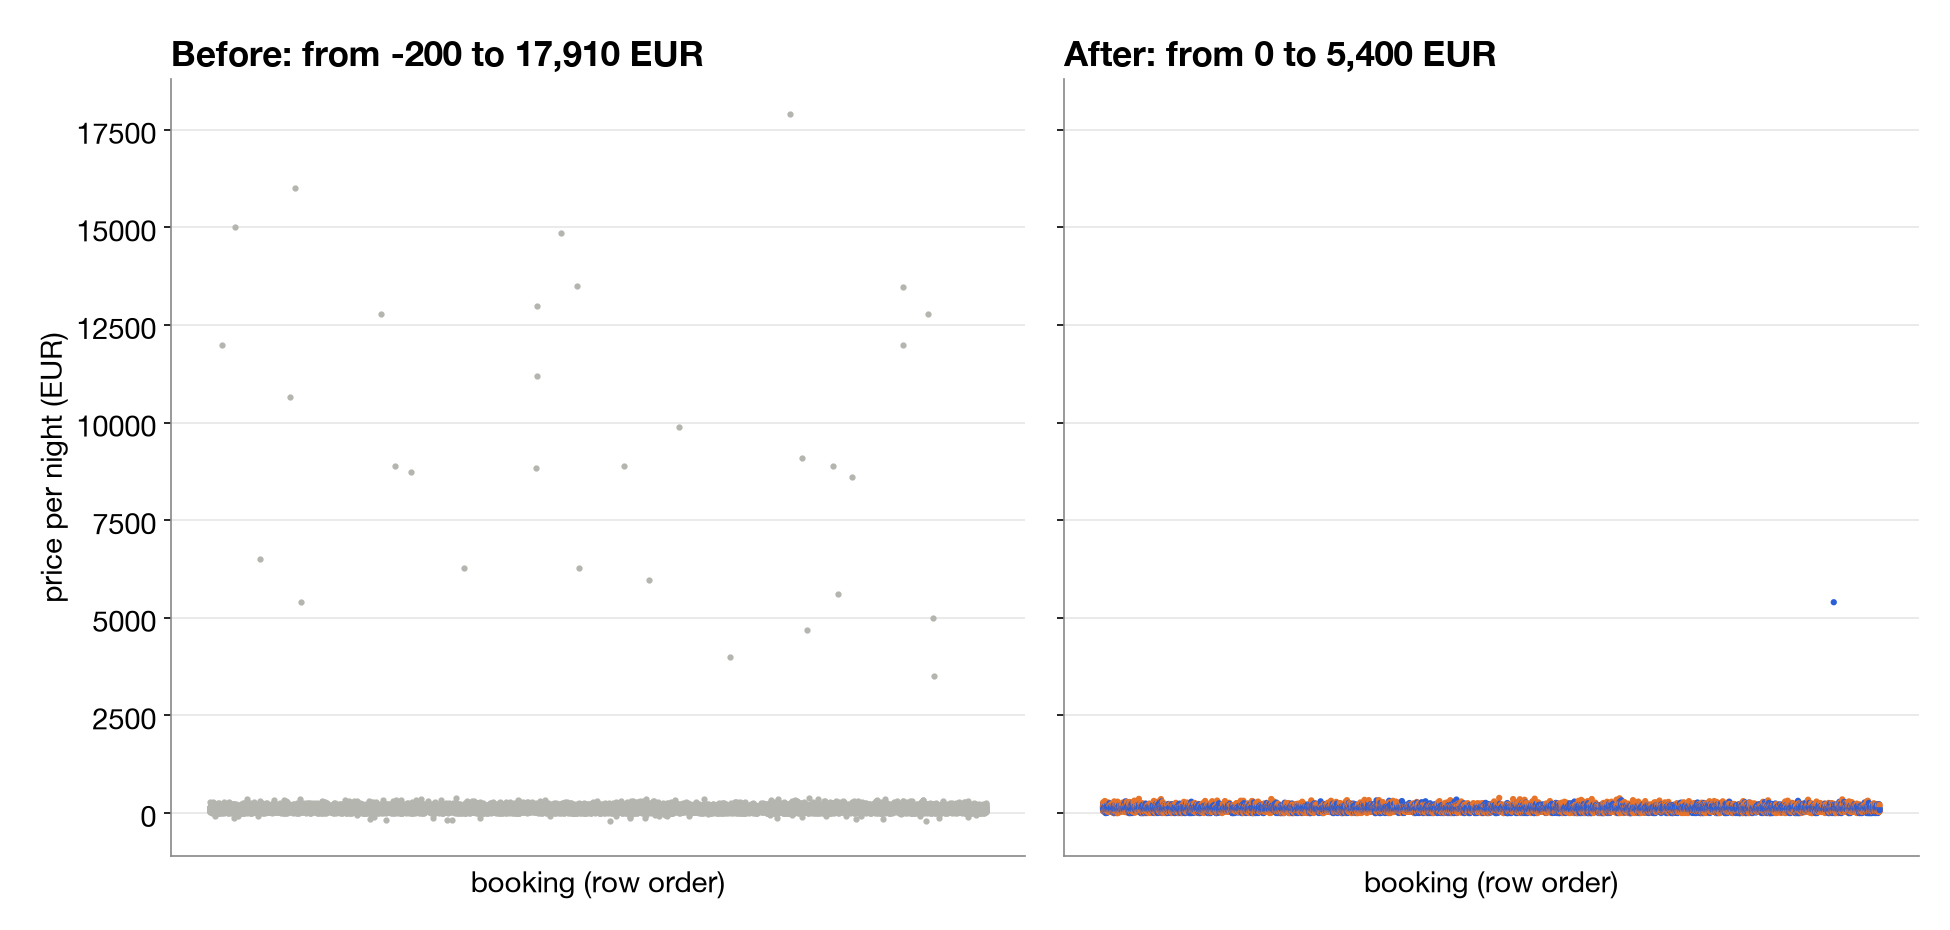 Before: from -200 to 17,910 EUR
After: from 0 to 5,400 EUR
price per night (EUR)
17500
15000
12500
10000
7500
5000
2500
0
booking (row order)
booking (row order)